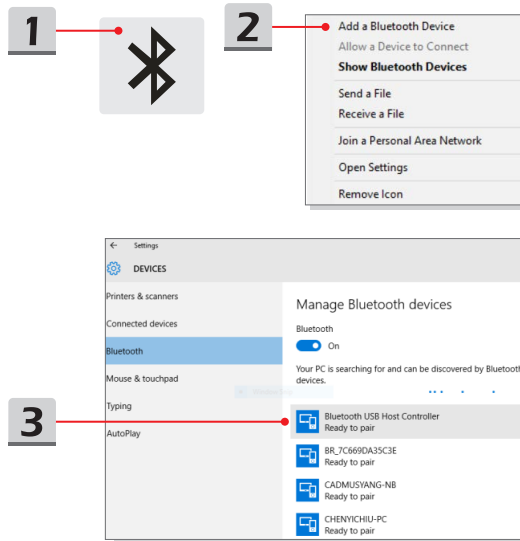 1
2
Add a Bluetooth Device
Allow a Device to Connect
Show Bluetooth Devices
Send a File
Receive a File
Join a Personal Area Network
Open Settings
Remove Icon
Settings
DEVICES
Printers & scanners
Connected devices
Bluetooth
Mouse & touchpad
Typing
AutoPlay
Manage Bluetooth devices
Bluetooth
On
Your PC is searching for and can be discovered by Bluetooth
devices.
3
Bluetooth USB Host Controller
Ready to pair
BR_7C669DA35C3E
Ready to pair
CADMUSYANG-NB
Ready to pair
CHENYICHIU-PC
Ready to pair